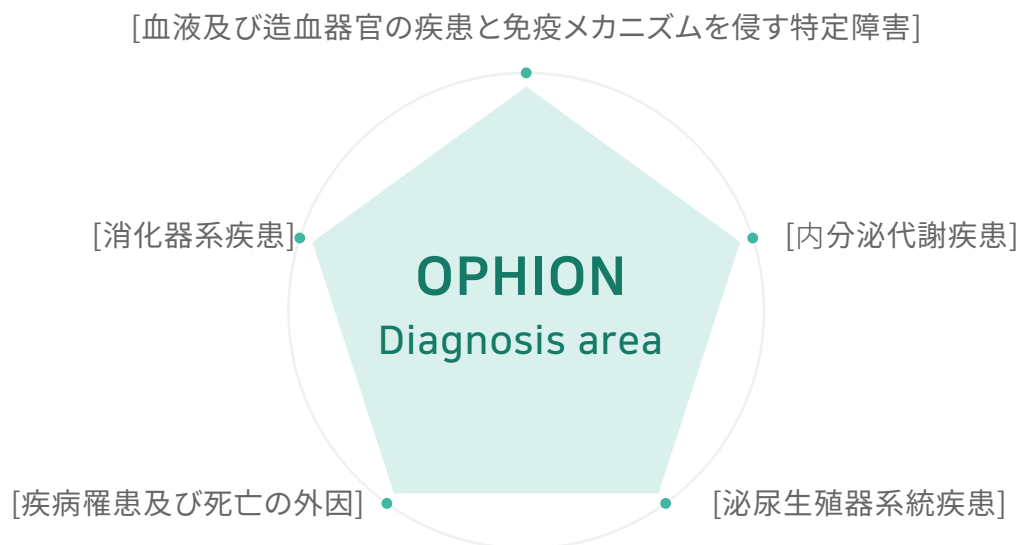 [血液及び造血器官の疾患と免疫メカニズムを侵す特定障害]
[消化器系疾患]
[内分泌代謝疾患]
OPHION
Diagnosis area
[疾病罹患及び死亡の外因]
[泌尿生殖器系統疾患]